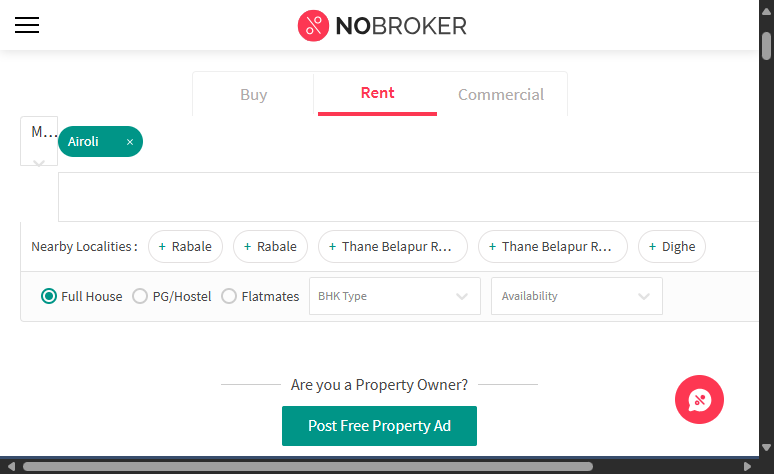 NOBROKER
Buy
Rent
Commercial
M...
Airoli ×
Nearby Localities : + Rabale + Rabale + Thane Belapur R... + Thane Belapur R... + Dighe
Full House PG/Hostel Flatmates BHK Type Availability
Are you a Property Owner?
Post Free Property Ad